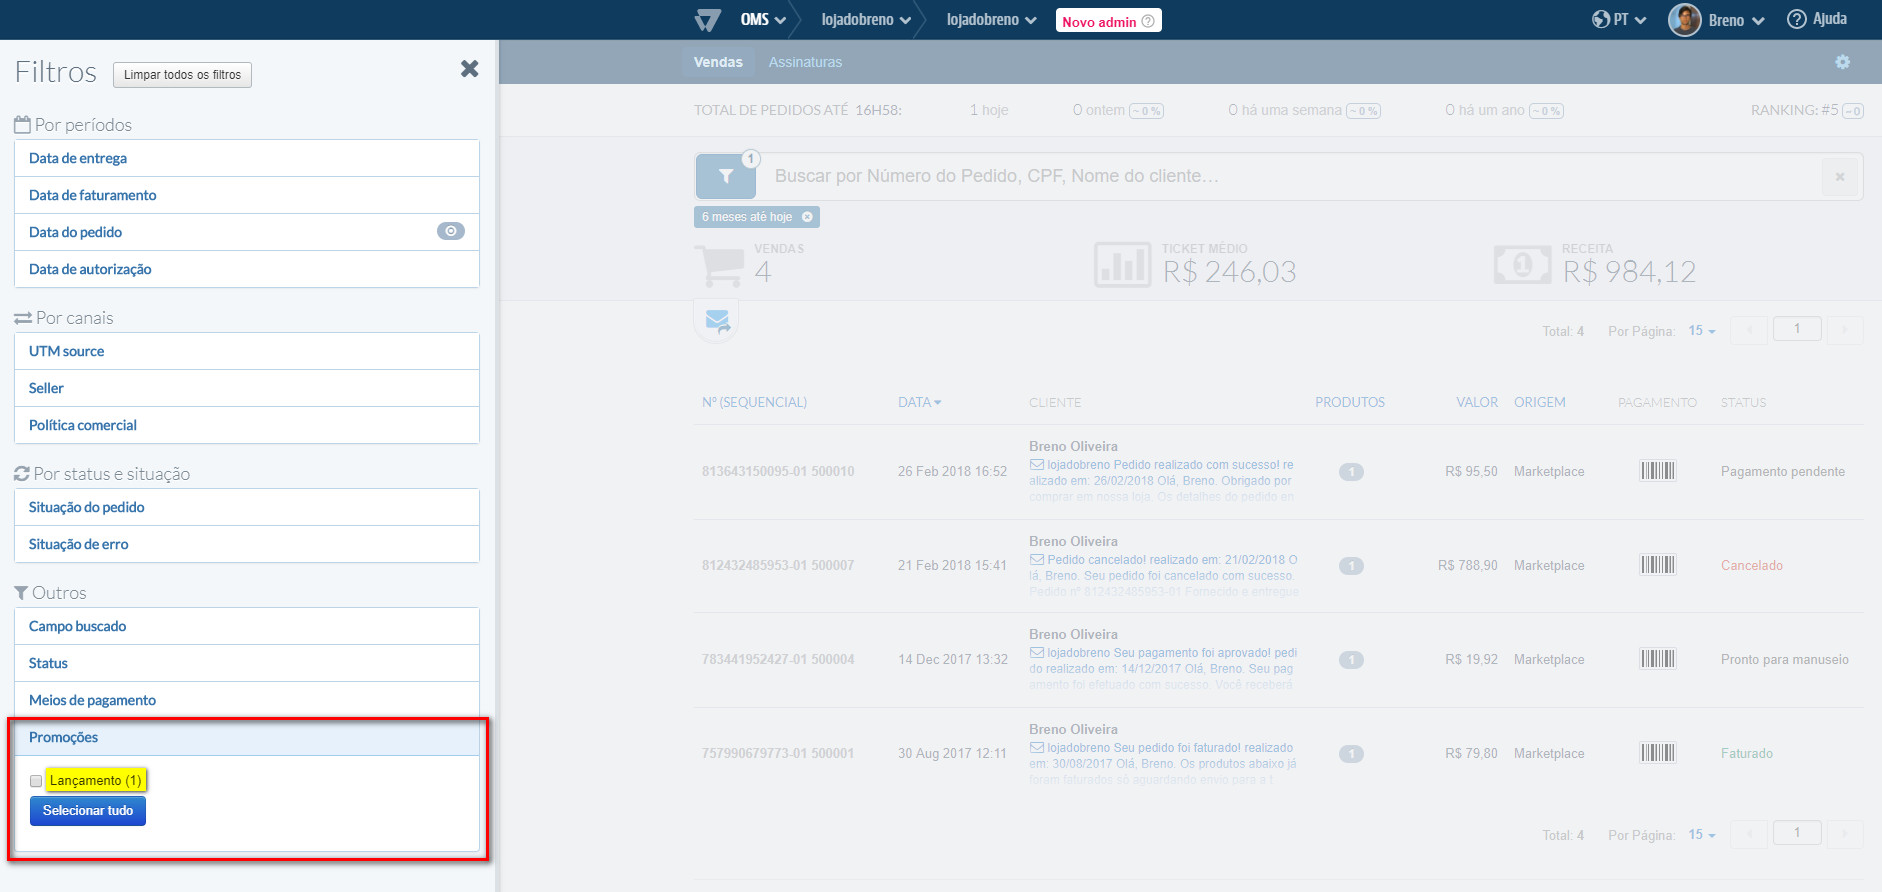 OMS
lojadobreno
lojadobreno
Novo admin
PT
Breno
Ajuda
Filtros
Limpar todos os filtros
Por períodos
Data de entrega
Data de faturamento
Data do pedido
Data de autorização
Por canais
UTM source
Seller
Política comercial
Por status e situação
Situação do pedido
Situação de erro
Outros
Campo buscado
Status
Meios de pagamento
Promoções
Lançamento (1)
Selecionar tudo
Vendas
Assinaturas
TOTAL DE PEDIDOS ATÉ 16H58:
1 hoje
0 ontem ~ 0 %
0 há uma semana ~ 0 %
0 há um ano ~ 0 %
RANKING: #5 ~ 0
1
Buscar por Número do Pedido, CPF, Nome do cliente…
6 meses até hoje
VENDAS
4
TICKET MÉDIO
R$ 246,03
RECEITA
R$ 984,12
Total: 4 Por Página: 15 1
Nº (SEQUENCIAL) DATA CLIENTE PRODUTOS VALOR ORIGEM PAGAMENTO STATUS
Breno Oliveira
lojadobreno Pedido realizado com sucesso! re
813643150095-01 500010 26 Feb 2018 16:52 1 R$ 95,50 Marketplace Pagamento pendente
alizado em: 26/02/2018 Olá, Breno. Obrigado por
comprar em nossa loja. Os detalhes do pedido en
Breno Oliveira
Pedido cancelado! realizado em: 21/02/2018 O
812432485953-01 500007 21 Feb 2018 15:41 1 R$ 788,90 Marketplace Cancelado
lá, Breno. Seu pedido foi cancelado com sucesso.
Pedido nº 812432485953-01 Fornecido e entregue
Breno Oliveira
lojadobreno Seu pagamento foi aprovado! pedi
783441952427-01 500004 14 Dec 2017 13:32 1 R$ 19,92 Marketplace Pronto para manuseio
do realizado em: 14/12/2017 Olá, Breno. Seu pag
amento foi efetuado com sucesso. Você receberá
Breno Oliveira
lojadobreno Seu pedido foi faturado! realizado
757990679773-01 500001 30 Aug 2017 12:11 1 R$ 79,80 Marketplace Faturado
em: 30/08/2017 Olá, Breno. Os produtos abaixo já
foram faturados só aguardando envio para a t
Total: 4 Por Página: 15 1